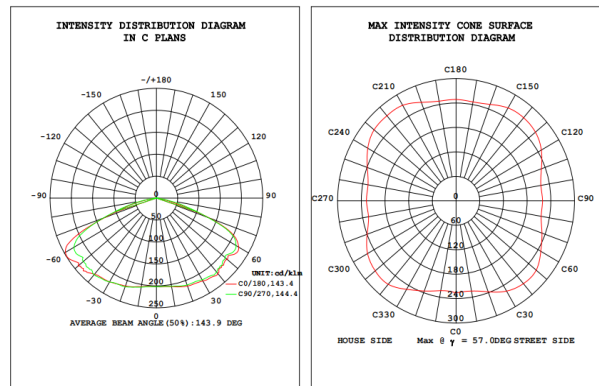 INTENSITY DISTRIBUTION DIAGRAM
IN C PLANS
-/+180
-150
150
-120
120
-90
90
-60
60
-30
30
0
0
50
100
150
200
250
UNIT:cd/klm
C0/180,143.4
C90/270,144.4
AVERAGE BEAM ANGLE(50%):143.9 DEG
MAX INTENSITY CONE SURFACE
DISTRIBUTION DIAGRAM
C180
C210
C150
C240
C120
C270
C90
C300
C60
C330
C30
C0
0
60
120
180
240
300
HOUSE SIDE
Max @ γ = 57.0DEG
STREET SIDE